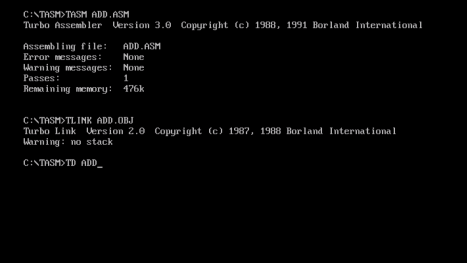 C:\TASM>TASM ADD.ASM
Turbo Assembler  Version 3.0  Copyright (c) 1988, 1991 Borland International
Assembling file:   ADD.ASM
Error messages:    None
Warning messages:  None
Passes:            1
Remaining memory:  476k
C:\TASM>TLINK ADD.OBJ
Turbo Link  Version 2.0  Copyright (c) 1987, 1988 Borland International
Warning: no stack
C:\TASM>TD ADD_